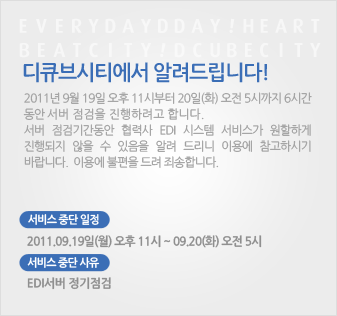 EVERYDAYDDAY!HEART
BEATCITY!DCUBECITY
디큐브시티에서 알려드립니다!
2011년 9월 19일 오후 11시부터 20일(화) 오전 5시까지 6시간
동안 서버 점검을 진행하려고 합니다.
서버 점검기간동안 협력사 EDI 시스템 서비스가 원할하게
진행되지 않을 수 있음을 알려 드리니 이용에 참고하시기
바랍니다. 이용에 불편을 드려 죄송합니다.
서비스 중단 일정
2011.09.19일(월) 오후 11시 ~ 09.20(화) 오전 5시
서비스 중단 사유
EDI서버 정기점검